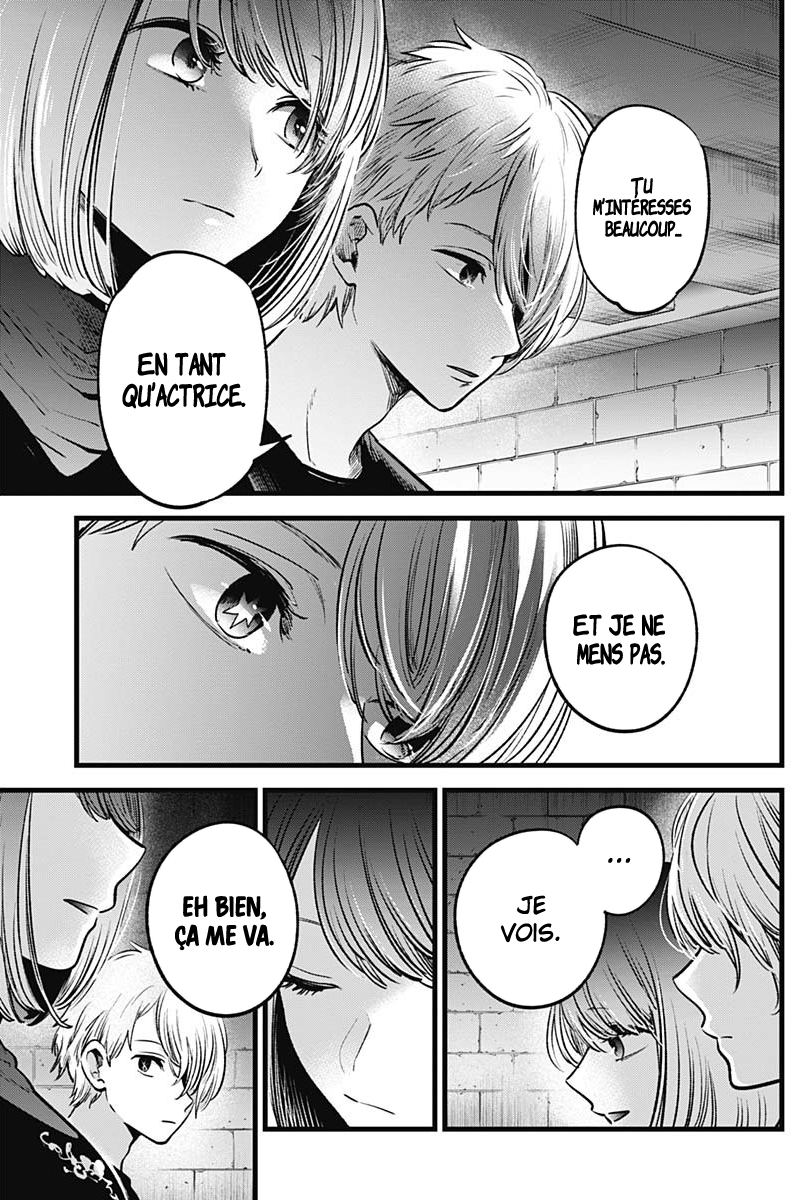 TU
M'INTÉRESSES
BEAUCOUP...
EN TANT
QU'ACTRICE.
ET JE NE
MENS PAS.
...
JE
VOIS.
EH BIEN,
ÇA ME VA.